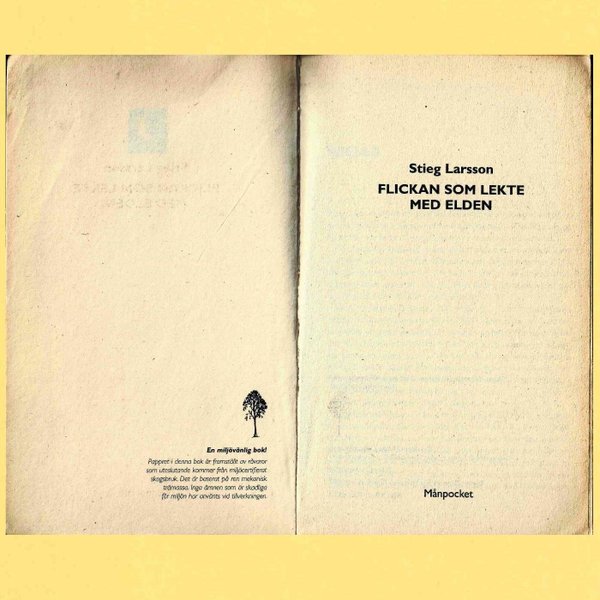 En miljövänlig bok!
Pappret i denna bok är framställt av råvaror
som uteslutande kommer från miljöcertifierat
skogsbruk. Det är baserat på ren mekanisk
trämassa. Inga ämnen som är skadliga
för miljön har använts vid tillverkningen.
Stieg Larsson
FLICKAN SOM LEKTE
MED ELDEN
Månpocket